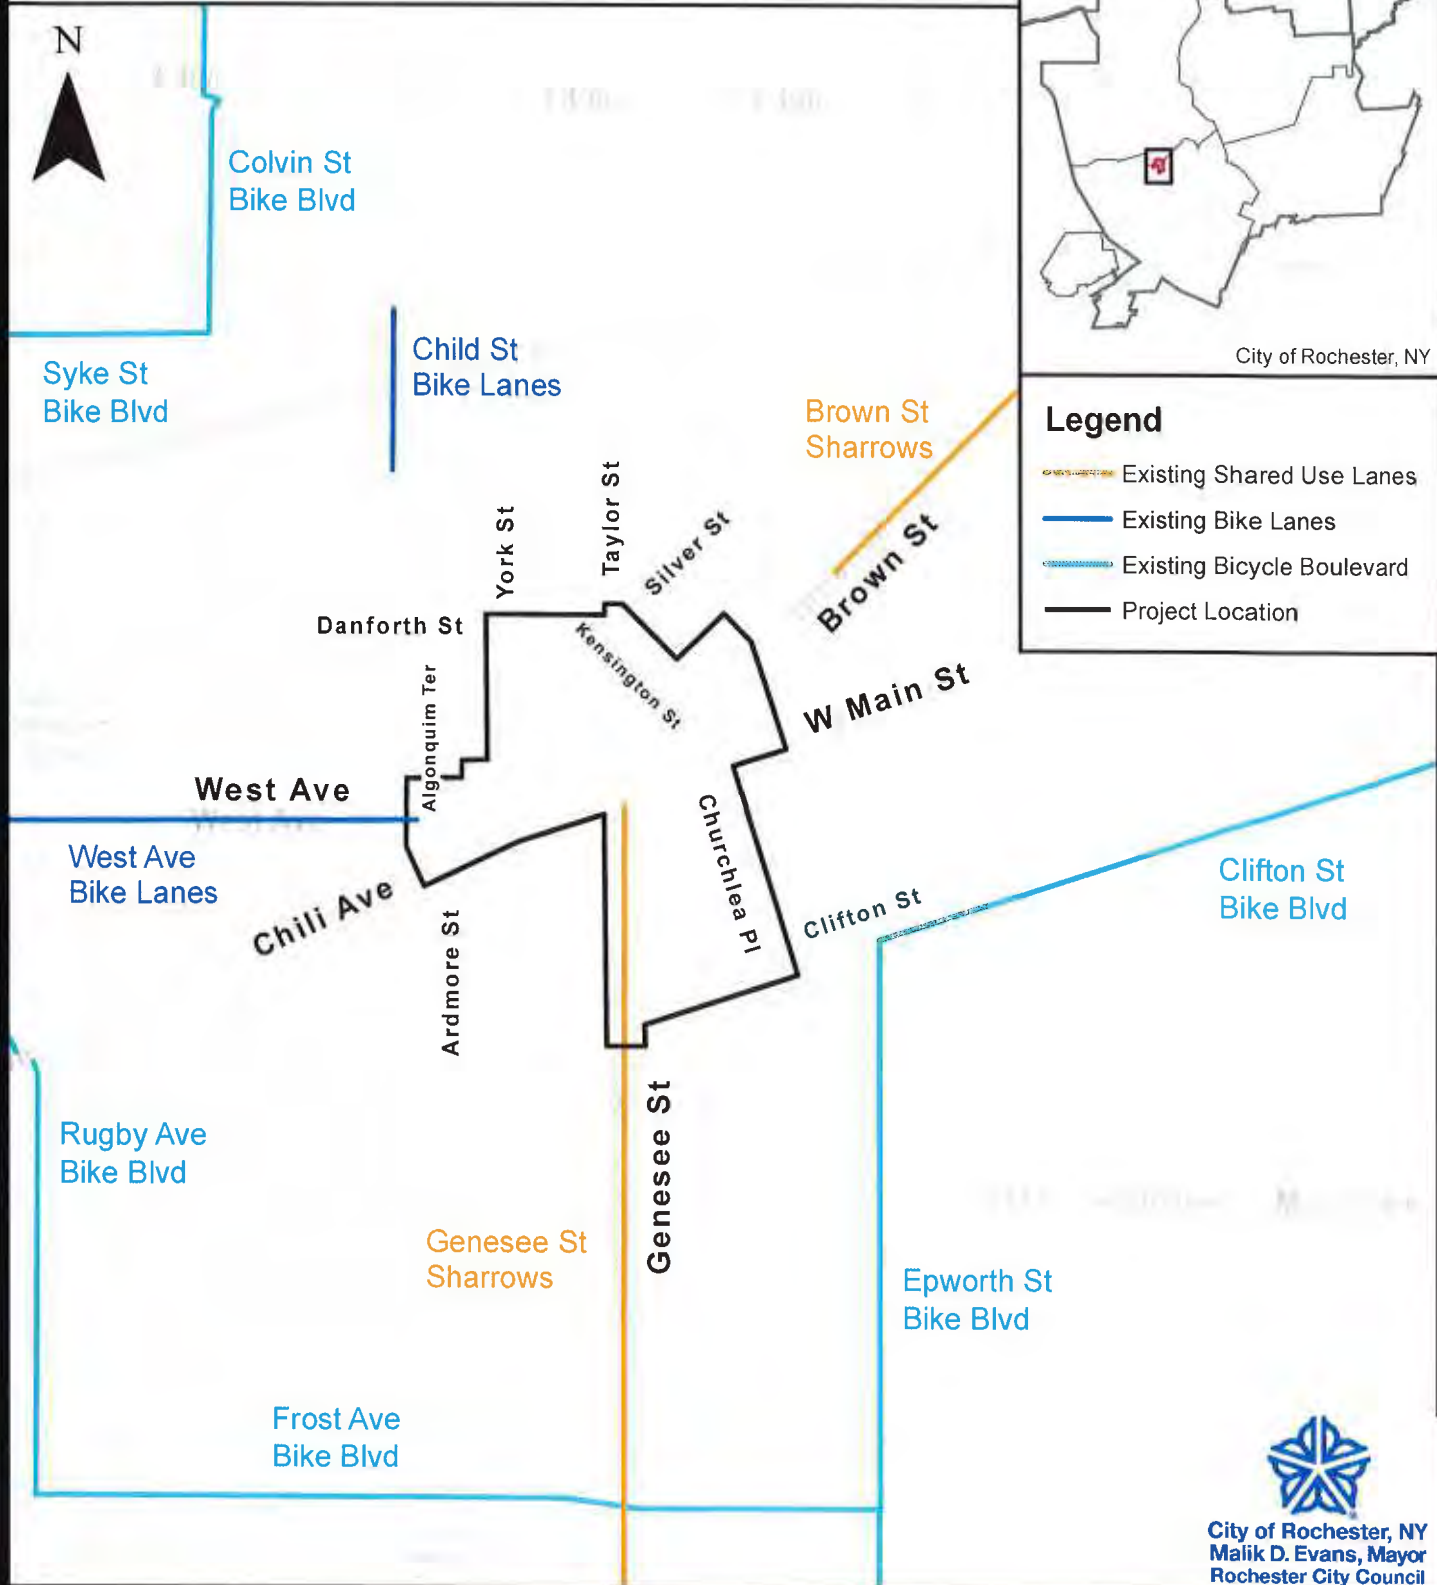 N
Colvin St
Bike Blvd
City of Rochester, NY
Syke St
Bike Blvd
Child St
Bike Lanes
Brown St
Sharrows
Legend
Existing Shared Use Lanes
Existing Bike Lanes
Existing Bicycle Boulevard
Project Location
York St
Taylor St
Silver St
Brown St
Danforth St
Kensington St
Algonquim Ter
W Main St
West Ave
West Ave
Bike Lanes
Chili Ave
Ardmore St
Churchlea Pl
Clifton St
Clifton St
Bike Blvd
Rugby Ave
Bike Blvd
Genesee St
Genesee St
Sharrows
Epworth St
Bike Blvd
Frost Ave
Bike Blvd
City of Rochester, NY
Malik D. Evans, Mayor
Rochester City Council